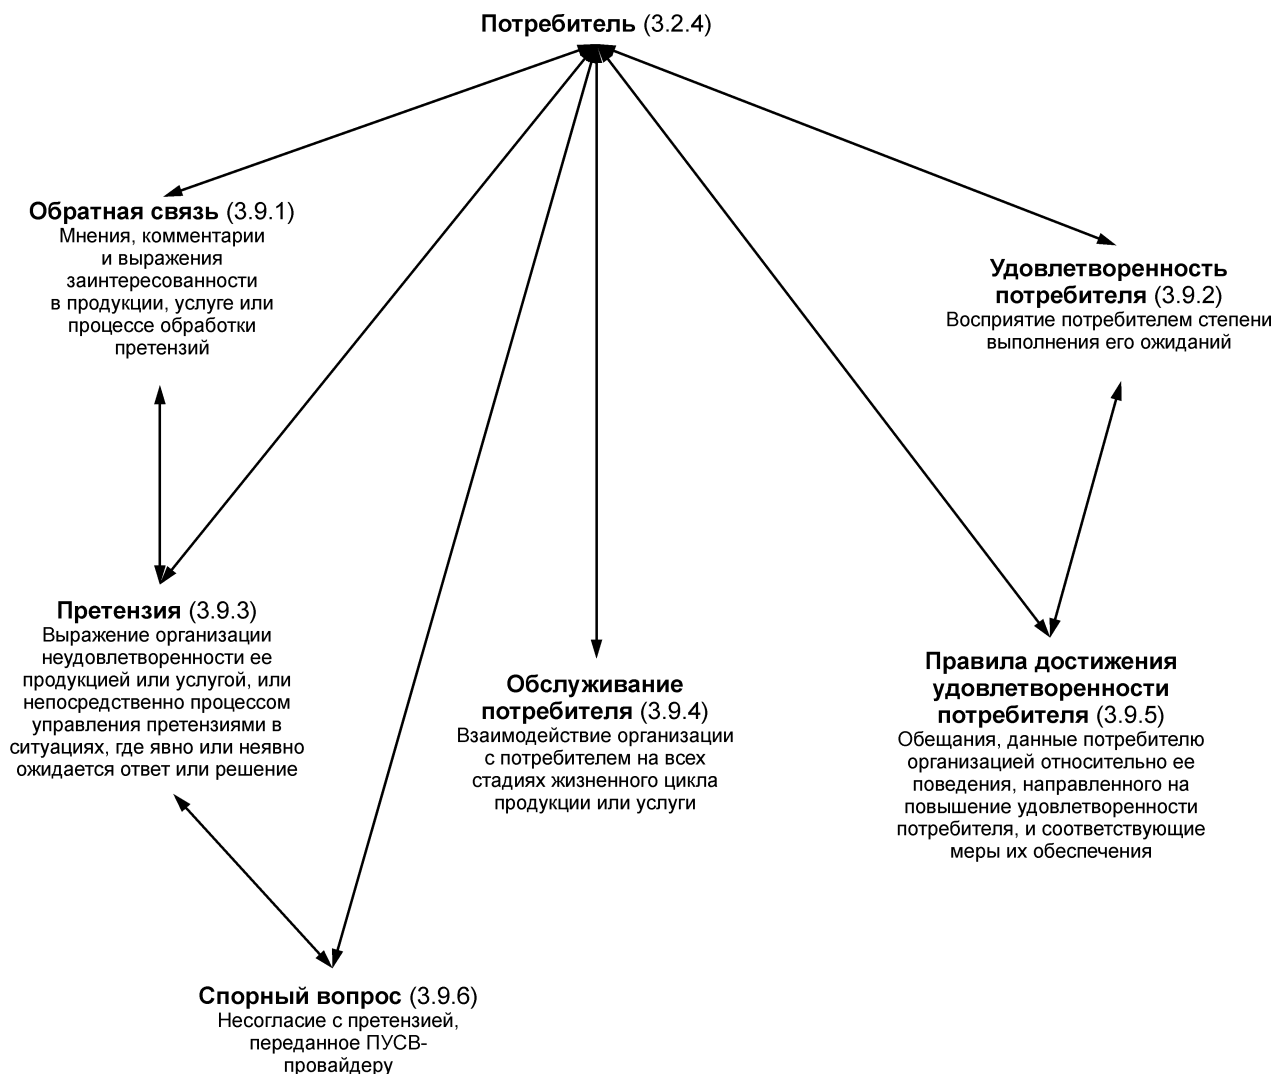 Потребитель (3.2.4)
Обратная связь (3.9.1)
Мнения, комментарии
и выражения
заинтересованности
в продукции, услуге или
процессе обработки
претензий
Удовлетворенность
потребителя (3.9.2)
Восприятие потребителем степени
выполнения его ожиданий
Претензия (3.9.3)
Выражение организации
неудовлетворенности ее
продукцией или услугой, или
непосредственно процессом
управления претензиями в
ситуациях, где явно или неявно
ожидается ответ или решение
Обслуживание
потребителя (3.9.4)
Взаимодействие организации
с потребителем на всех
стадиях жизненного цикла
продукции или услуги
Правила достижения
удовлетворенности
потребителя (3.9.5)
Обещания, данные потребителю
организацией относительно ее
поведения, направленного на
повышение удовлетворенности
потребителя, и соответствующие
меры их обеспечения
Спорный вопрос (3.9.6)
Несогласие с претензией,
переданное ПУСВ-
провайдеру